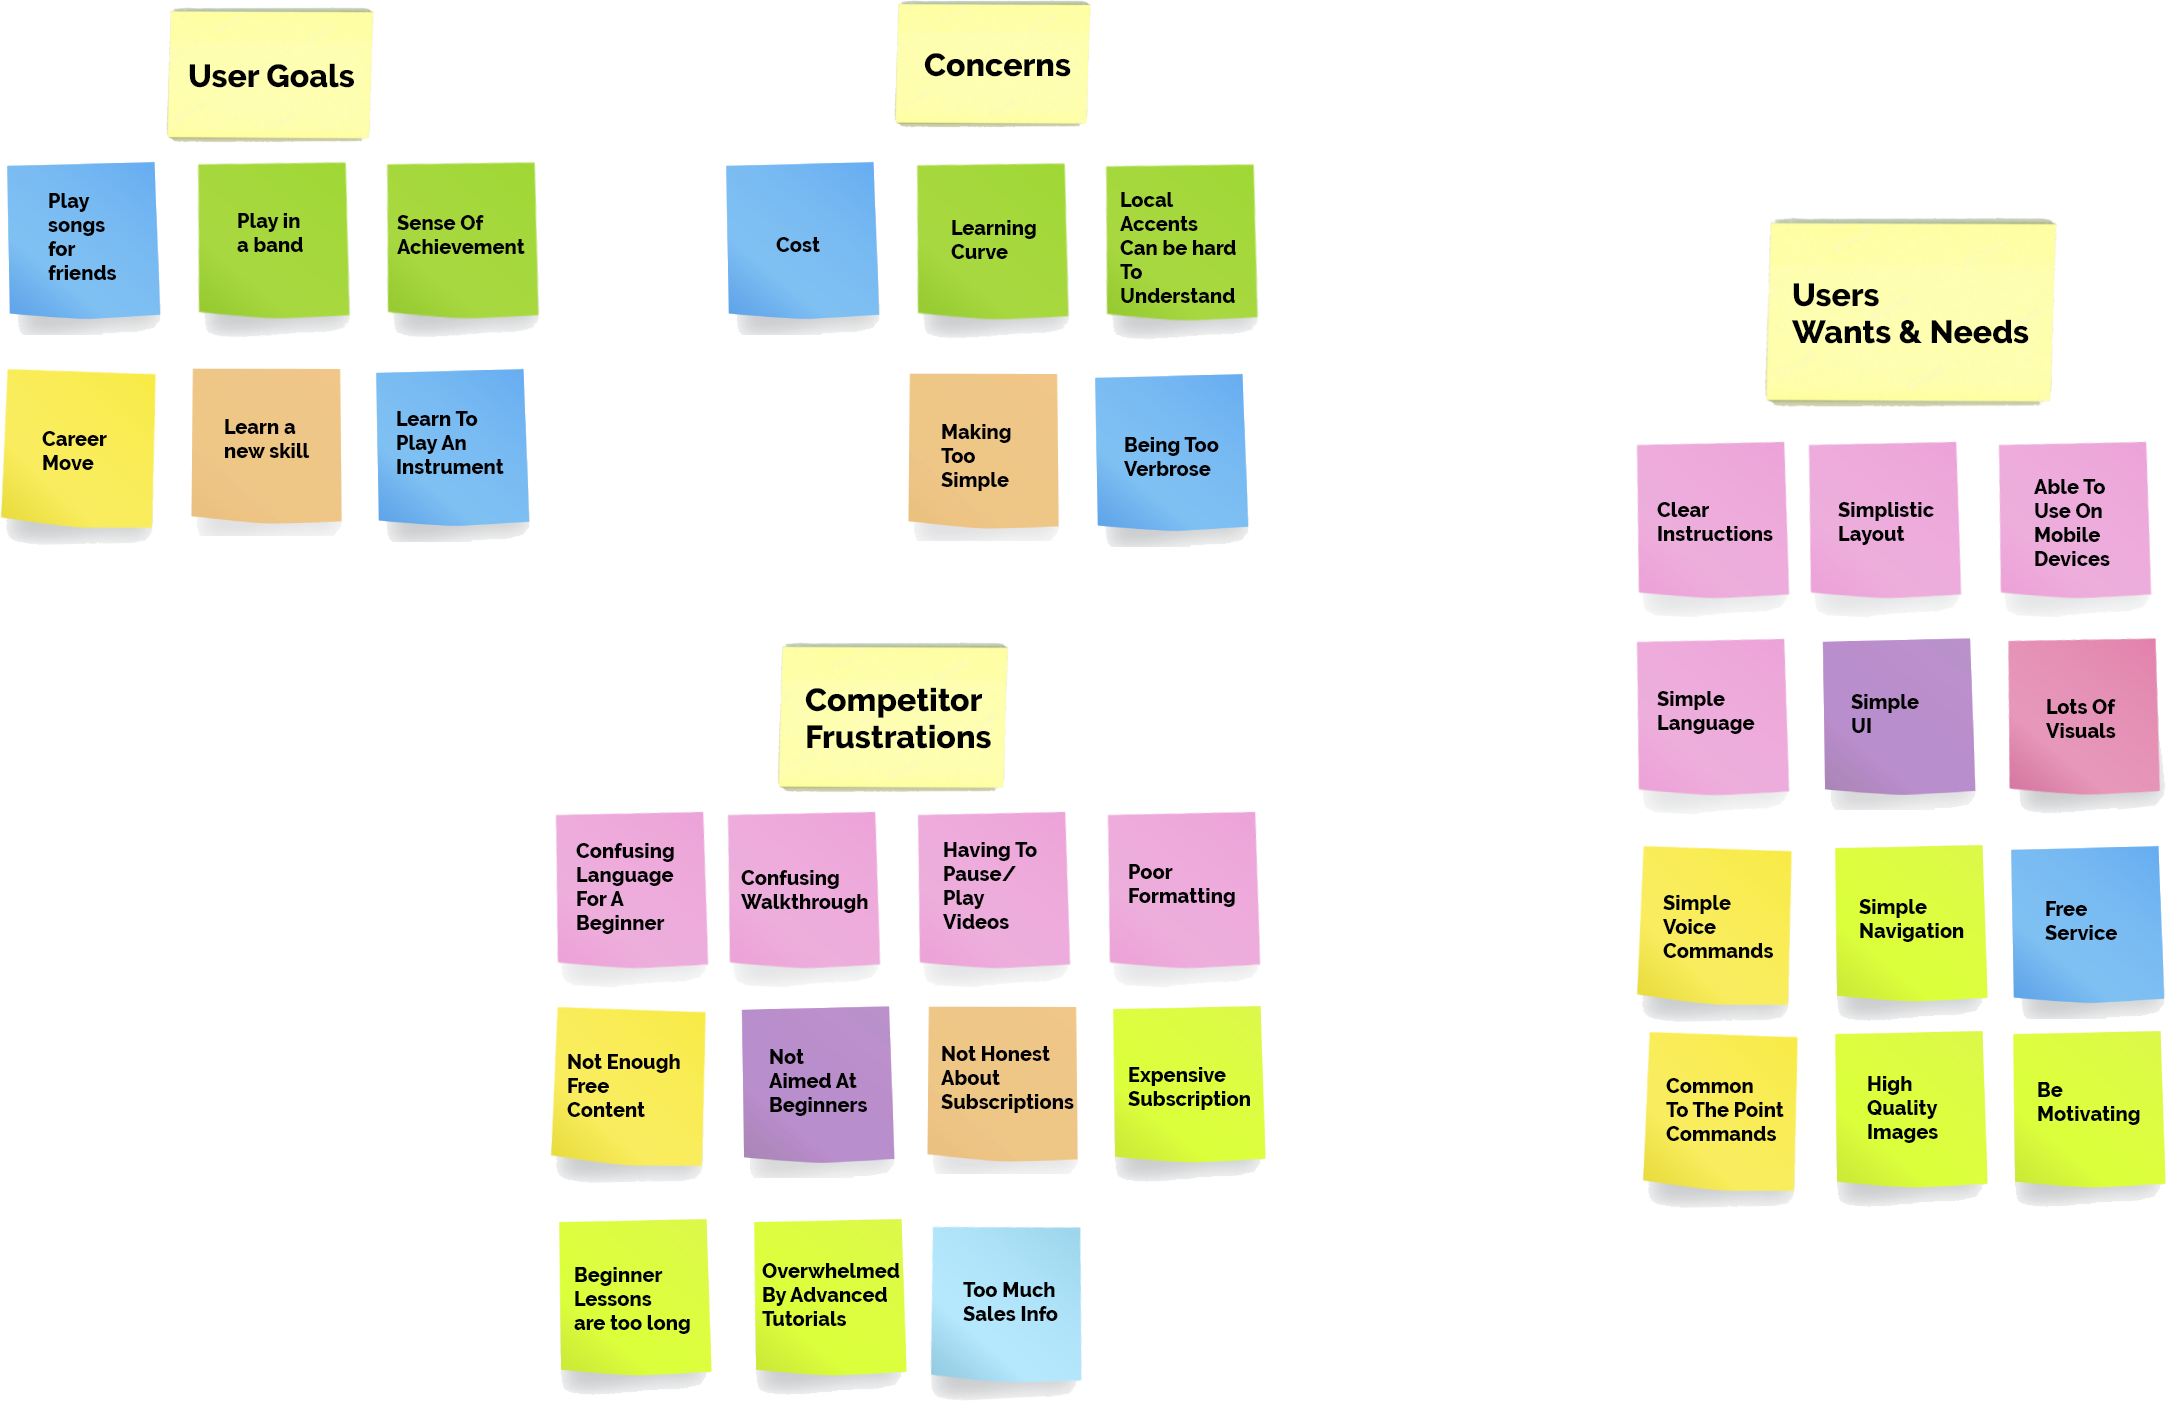 User Goals
Play
songs
for
friends
Play in
a band
Sense Of
Achievement
Career
Move
Learn a
new skill
Learn To
Play An
Instrument
Concerns
Cost
Learning
Curve
Local
Accents
Can be hard
To
Understand
Making
Too
Simple
Being Too
Verbrose
Competitor
Frustrations
Confusing
Language
For A
Beginner
Confusing
Walkthrough
Having To
Pause/
Play
Videos
Poor
Formatting
Not Enough
Free
Content
Not
Aimed At
Beginners
Not Honest
About
Subscriptions
Expensive
Subscription
Beginner
Lessons
are too long
Overwhelmed
By Advanced
Tutorials
Too Much
Sales Info
Users
Wants & Needs
Clear
Instructions
Simplistic
Layout
Able To
Use On
Mobile
Devices
Simple
Language
Simple
UI
Lots Of
Visuals
Simple
Voice
Commands
Simple
Navigation
Free
Service
Common
To The Point
Commands
High
Quality
Images
Be
Motivating